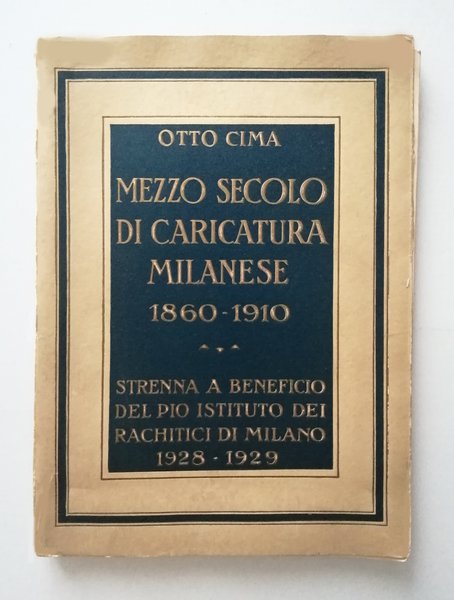 OTTO CIMA
MEZZO SECOLO
DI CARICATURA
MILANESE
1860-1910
STRENNA A BENEFICIO
DEL PIO ISTITUTO DEI
RACHITICI DI MILANO
1928-1929